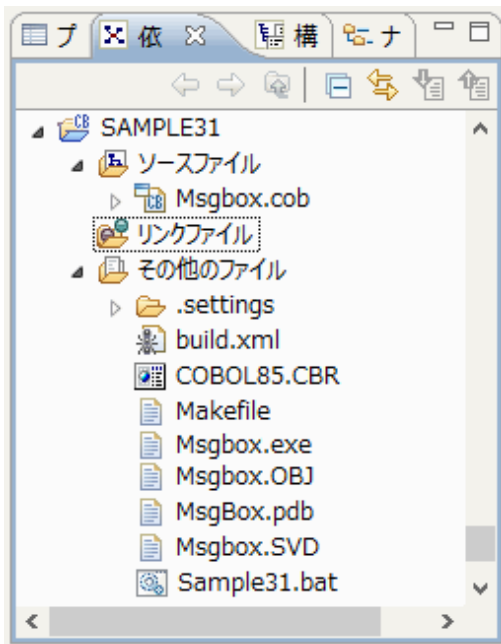 プ 依 構 ナ
SAMPLE31
ソースファイル
Msgbox.cob
リンクファイル
その他のファイル
.settings
build.xml
COBOL85.CBR
Makefile
Msgbox.exe
Msgbox.OBJ
MsgBox.pdb
Msgbox.SVD
Sample31.bat